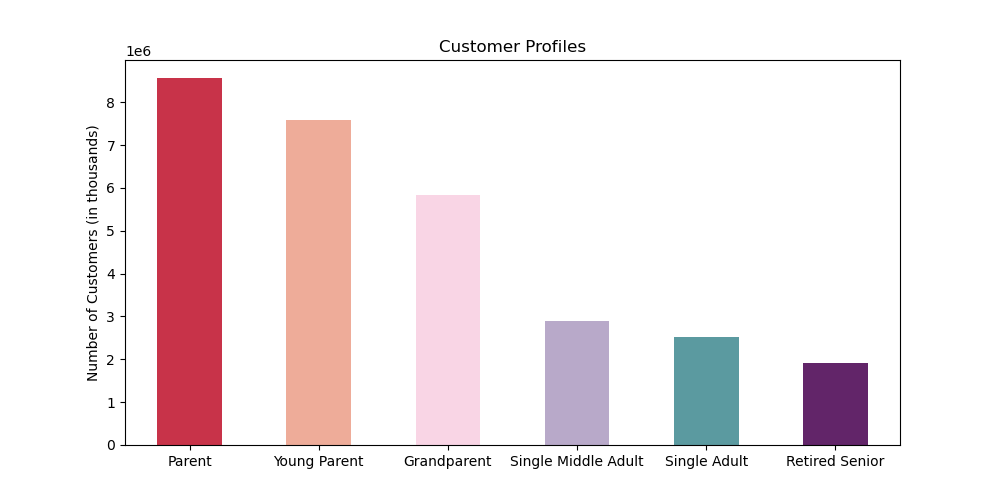 Customer Profiles
1e6
Number of Customers (in thousands)
8
7
6
5
4
3
2
1
0
Parent
Young Parent
Grandparent
Single Middle Adult
Single Adult
Retired Senior